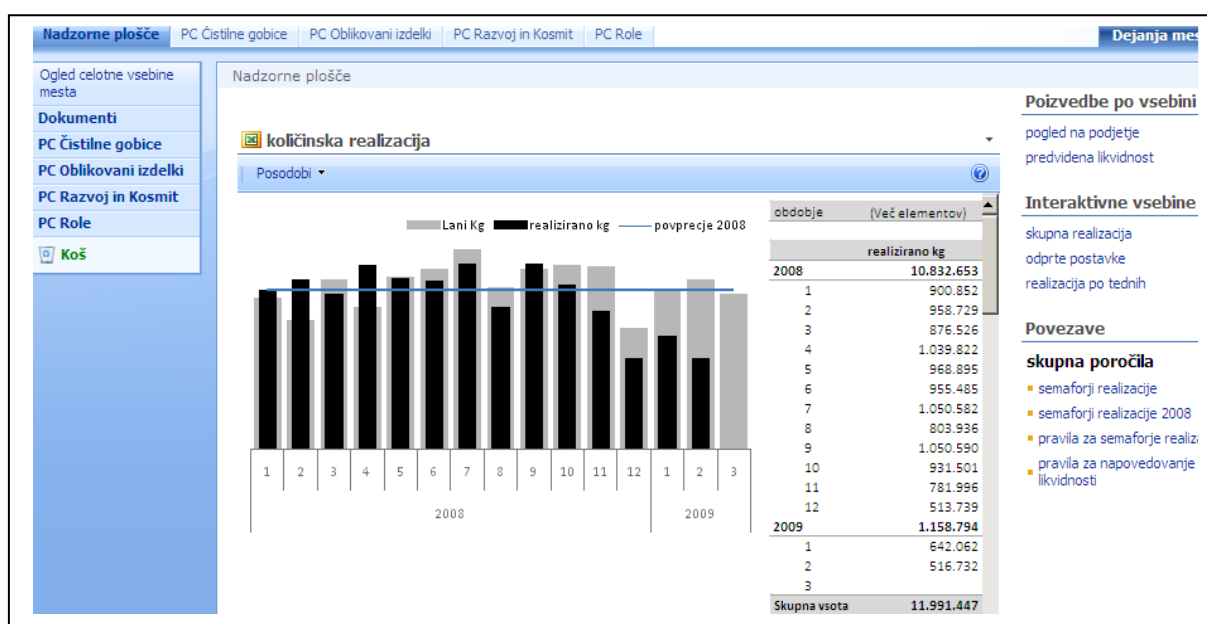 Nadzorne plošče PC Čistilne gobice PC Oblikovani izdelki PC Razvoj in Kosmit PC Role
Dejanja mes
Ogled celotne vsebine
mesta
Dokumenti
PC Čistilne gobice
PC Oblikovani izdelki
PC Razvoj in Kosmit
PC Role
Koš
Nadzorne plošče
količinska realizacija
Posodobi
Lani Kg realizirano kg povprecje 2008
1 2 3 4 5 6 7 8 9 10 11 12 1 2 3
2008 2009
obdobje (Več elementov)
realizirano kg
2008 10.832.653
1 900.852
2 958.729
3 876.526
4 1.039.822
5 968.895
6 955.485
7 1.050.582
8 803.936
9 1.050.590
10 931.501
11 781.996
12 513.739
2009 1.158.794
1 642.062
2 516.732
3
Skupna vsota 11.991.447
Poizvedbe po vsebini
pogled na podjetje
predvidena likvidnost
Interaktivne vsebine
skupna realizacija
odprte postavke
realizacija po tednih
Povezave
skupna poročila
semaforji realizacije
semaforji realizacije 2008
pravila za semaforje realiz
pravila za napovedovanje
likvidnosti